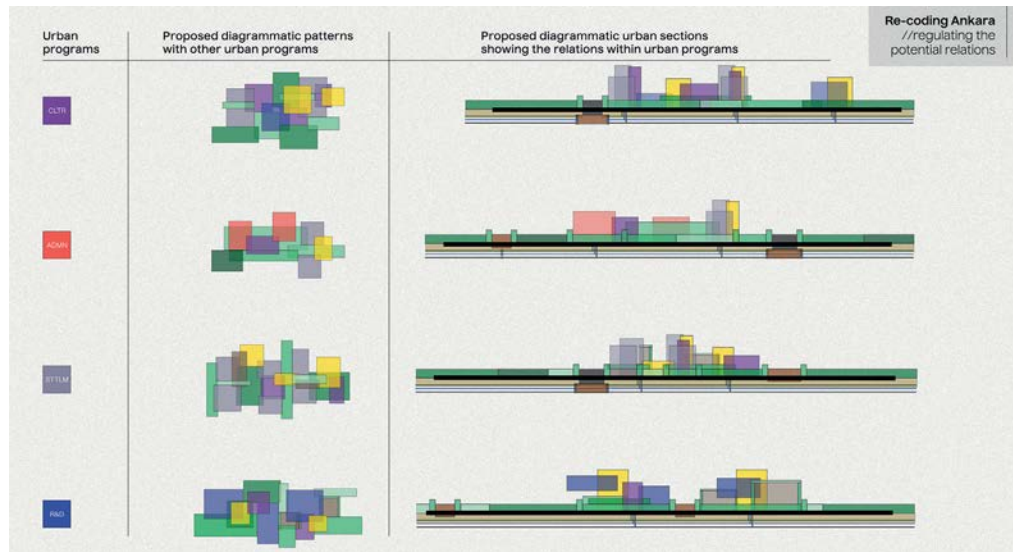 Urban
programs
Proposed diagrammatic patterns
with other urban programs
Proposed diagrammatic urban sections
showing the relations within urban programs
Re-coding Ankara
//regulating the
potential relations
CLTR
ADMN
STTLM
R&D